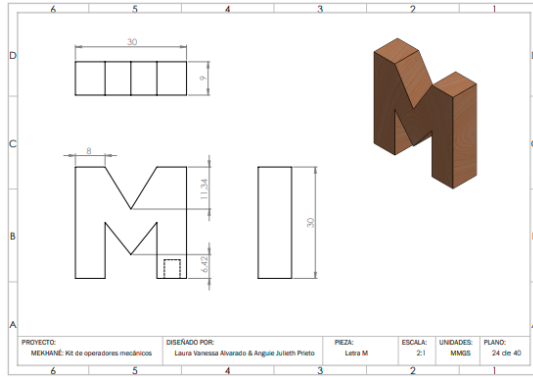 6 5 4 3 2 1
D
30
9
C
8
11.34
B
30
6.42
A
PROYECTO: DISEÑADO POR: PIEZA: ESCALA: UNIDADES: PLANO:
MEKHANÉ: Kit de operadores mecánicos Laura Vanessa Alvarado & Anguie Julieth Prieto Letra M 2:1 MMGS 24 de 40
6 5 4 3 2 1